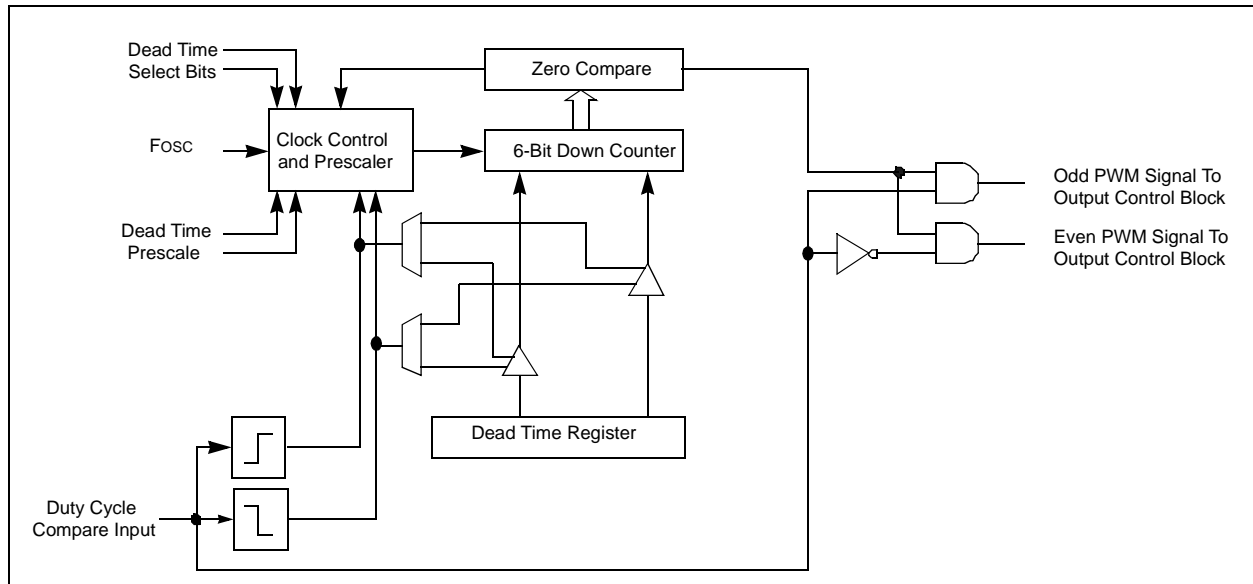 Dead Time
Select Bits
Zero Compare
FOSC
Clock Control
and Prescaler
6-Bit Down Counter
Odd PWM Signal To
Output Control Block
Dead Time
Prescale
Even PWM Signal To
Output Control Block
Dead Time Register
Duty Cycle
Compare Input